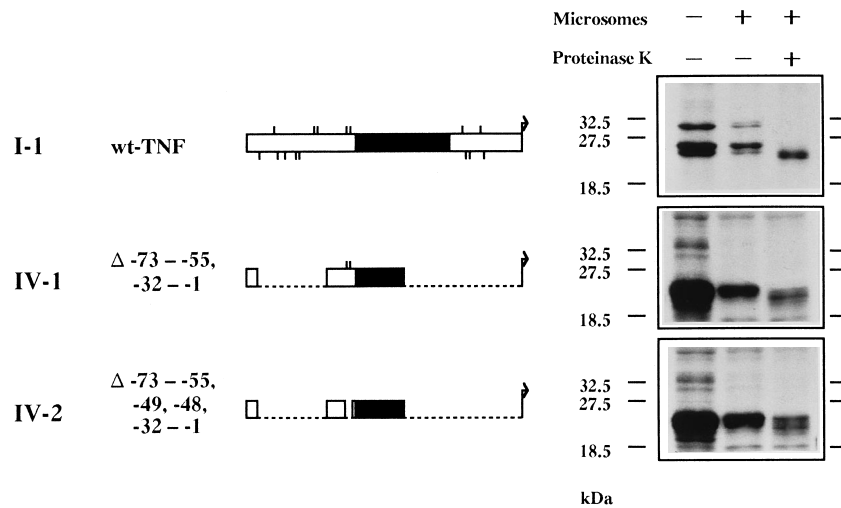 Microsomes − + +
Proteinase K − − +
I-1 wt-TNF
32.5
27.5
18.5
IV-1 Δ -73 – -55,
-32 – -1
32.5
27.5
18.5
IV-2 Δ -73 – -55,
-49, -48,
-32 – -1
32.5
27.5
18.5
kDa